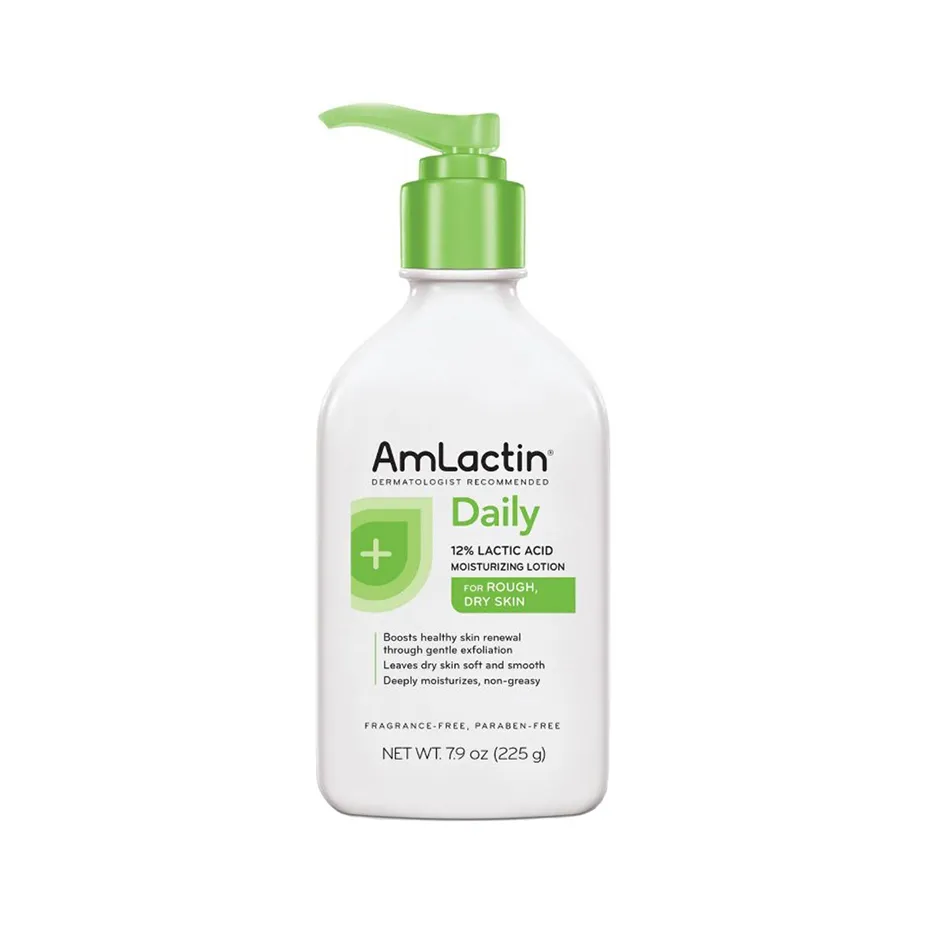 AmLactin®
DERMATOLOGIST RECOMMENDED
Daily
12% LACTIC ACID
MOISTURIZING LOTION
FOR ROUGH,
DRY SKIN
Boosts healthy skin renewal
through gentle exfoliation
Leaves dry skin soft and smooth
Deeply moisturizes, non-greasy
FRAGRANCE-FREE, PARABEN-FREE
NET WT. 7.9 oz (225 g)